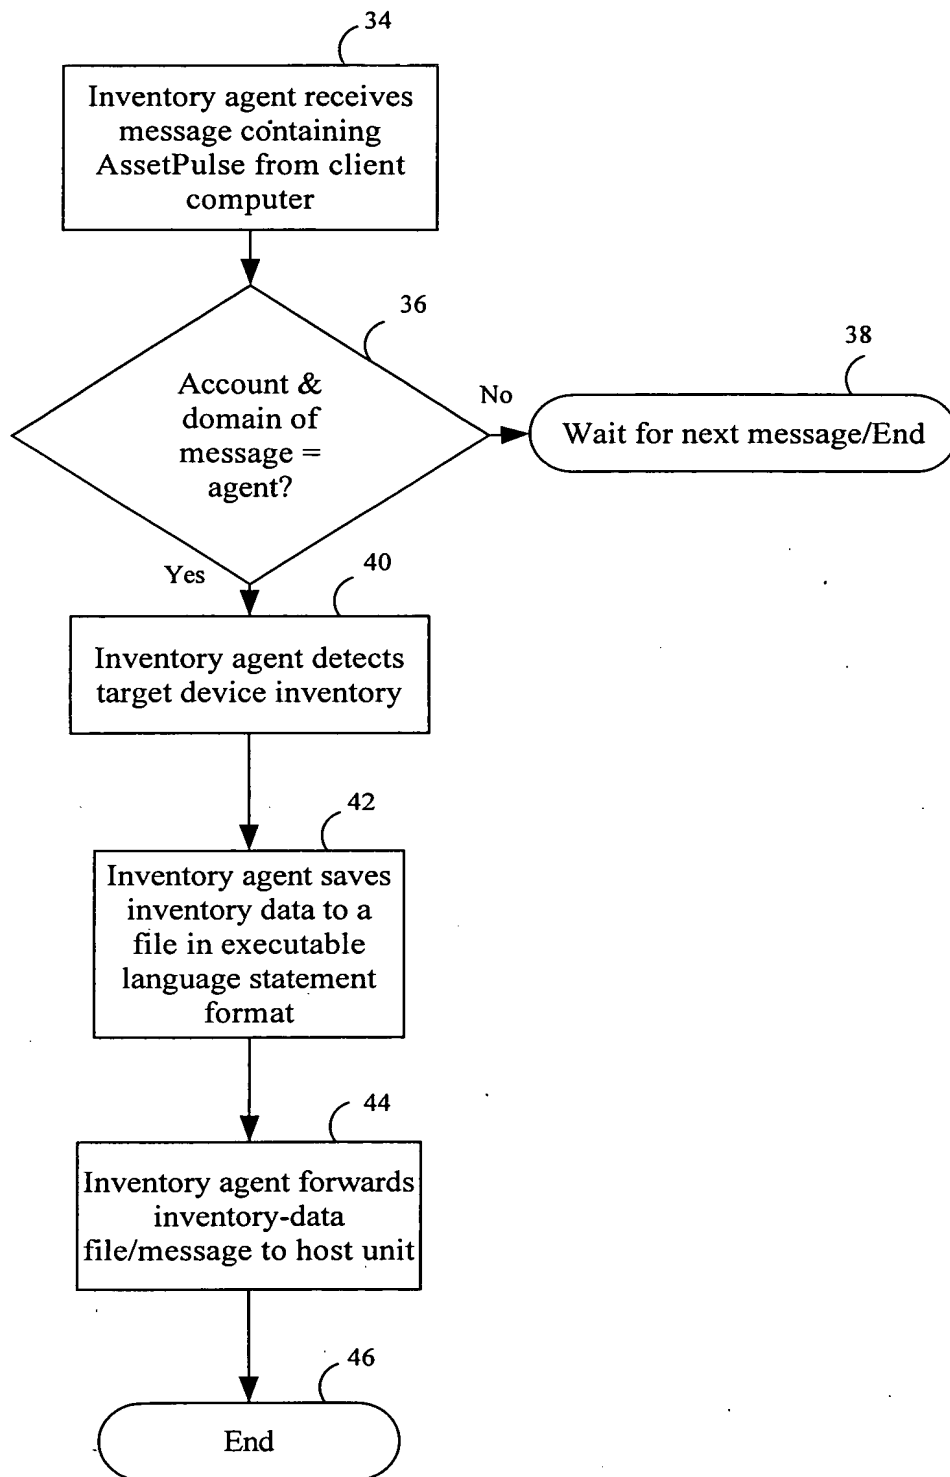 34
Inventory agent receives
message containing
AssetPulse from client
computer
36
Account &
domain of
message =
agent?
No
38
Wait for next message/End
Yes
40
Inventory agent detects
target device inventory
42
Inventory agent saves
inventory data to a
file in executable
language statement
format
44
Inventory agent forwards
inventory-data
file/message to host unit
46
End